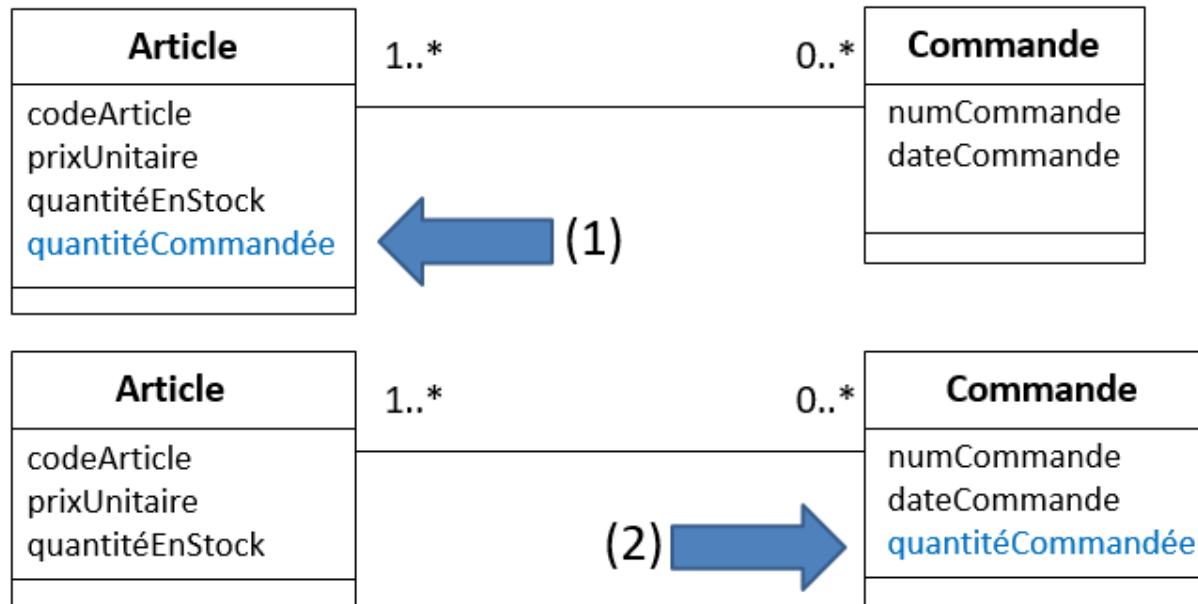 Article
1..*
0..*
Commande
codeArticle
prixUnitaire
quantitéEnStock
quantitéCommandée
(1)
numCommande
dateCommande
Article
1..*
0..*
Commande
codeArticle
prixUnitaire
quantitéEnStock
(2)
numCommande
dateCommande
quantitéCommandée